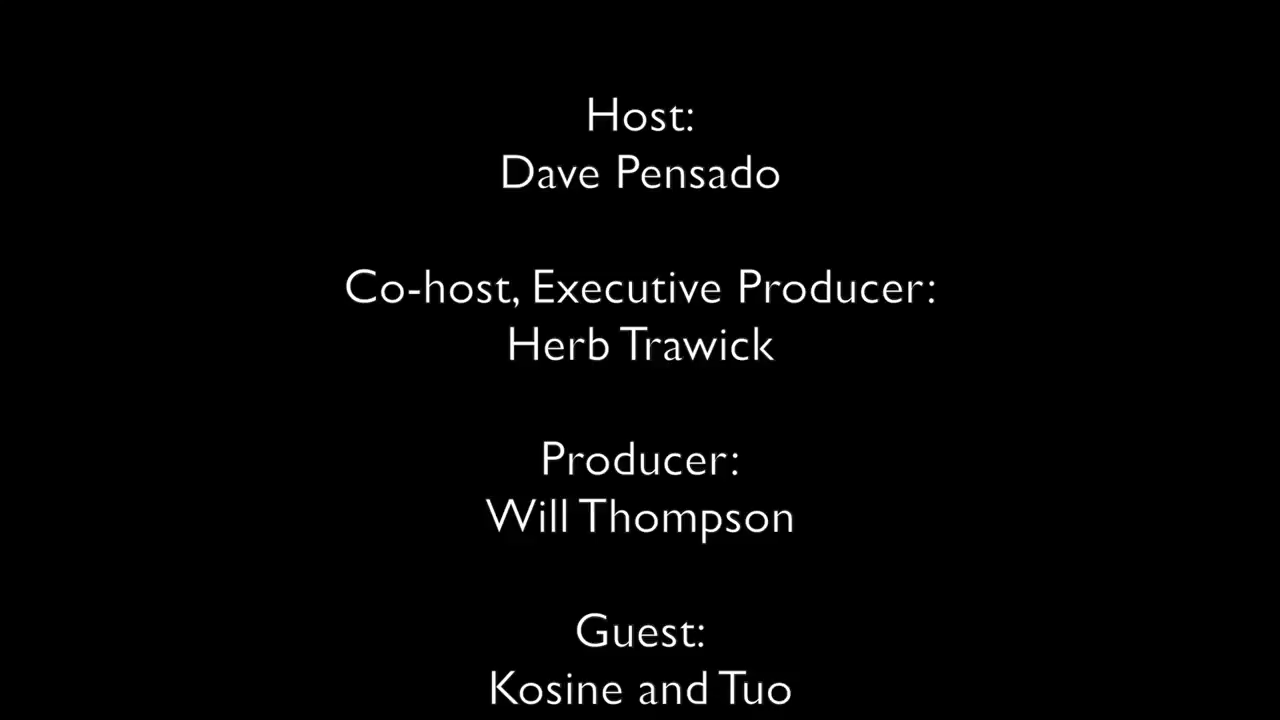 Host:
Dave Pensado
Co-host, Executive Producer:
Herb Trawick
Producer:
Will Thompson
Guest:
Kosine and Tuo